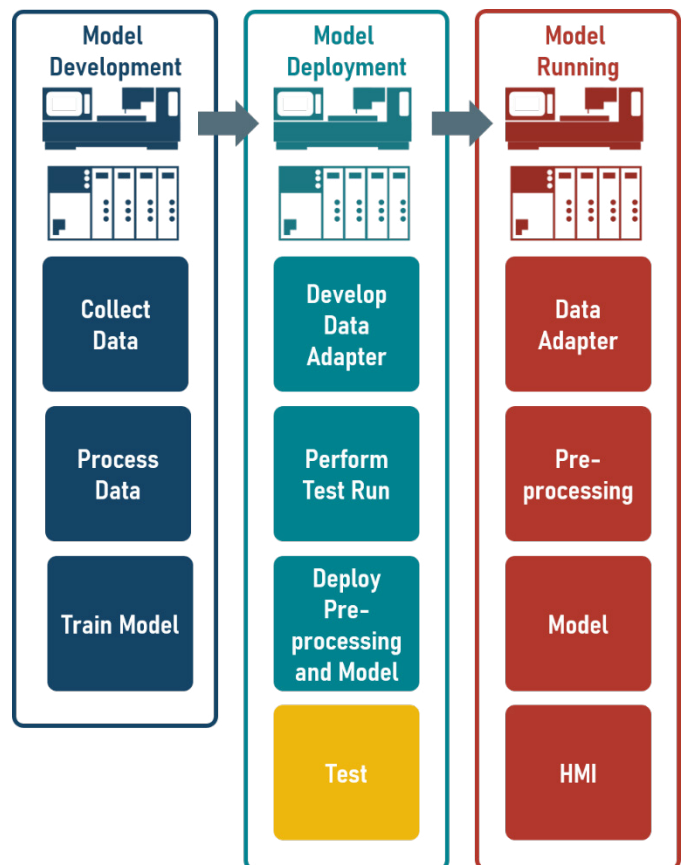 Model
Development
Collect
Data
Process
Data
Train Model
Model
Deployment
Develop
Data
Adapter
Perform
Test Run
Deploy
Pre-
processing
and Model
Test
Model
Running
Data
Adapter
Pre-
processing
Model
HMI